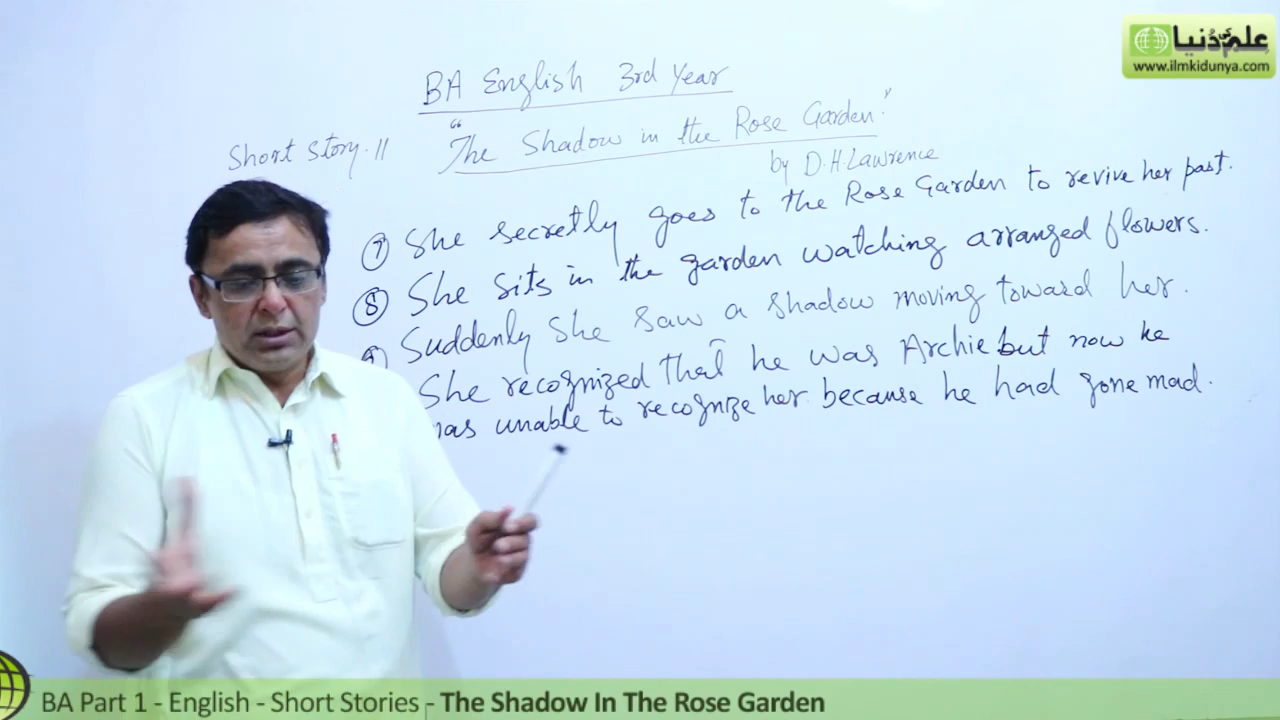 علم کی دُنیا
www.ilmkidunya.com
BA English 3rd Year
Short Story. 11
"The Shadow in the Rose Garden."
by D.H.Lawrence
7 She secretly goes to the Rose Garden to revive her past.
8 She sits in the garden watching arranged flowers.
9 Suddenly She saw a shadow moving toward her.
She recognized that he was Archie but now he
was unable to recognize her because he had gone mad.
BA Part 1 - English - Short Stories - The Shadow In The Rose Garden